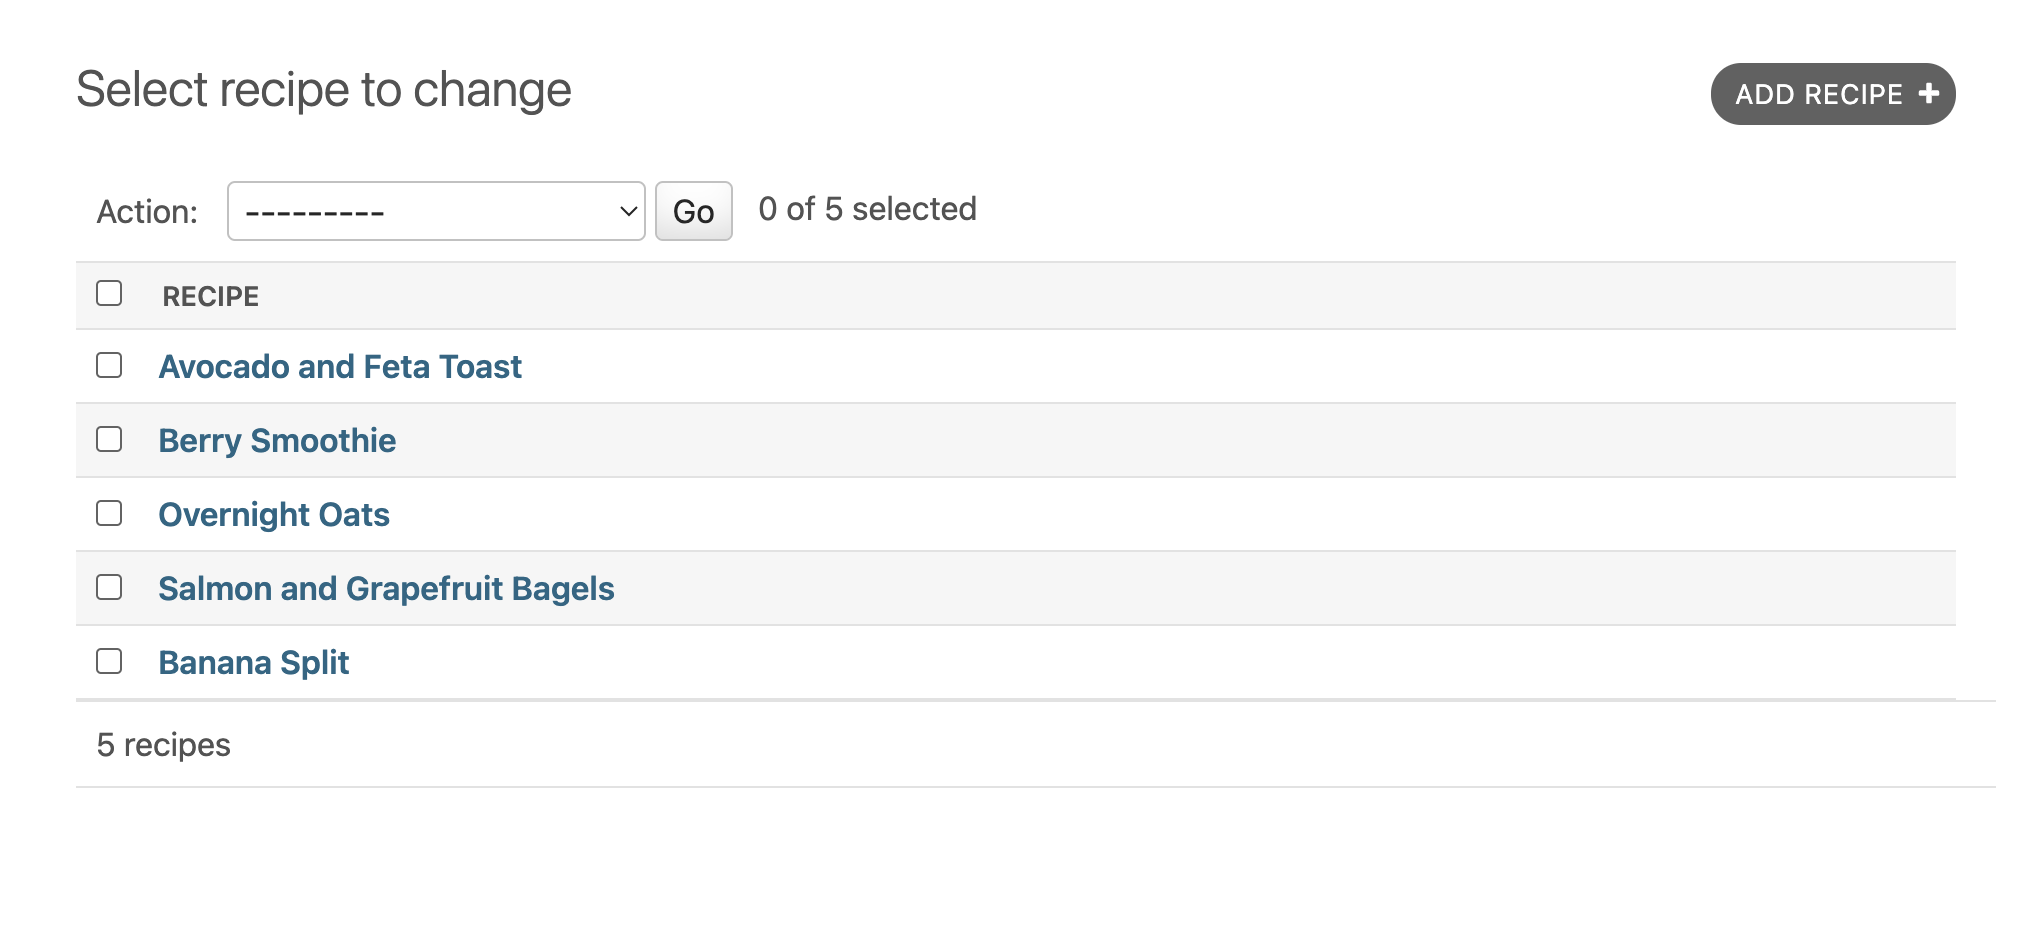 Select recipe to change
ADD RECIPE +
Action: --------- Go 0 of 5 selected
RECIPE
Avocado and Feta Toast
Berry Smoothie
Overnight Oats
Salmon and Grapefruit Bagels
Banana Split
5 recipes